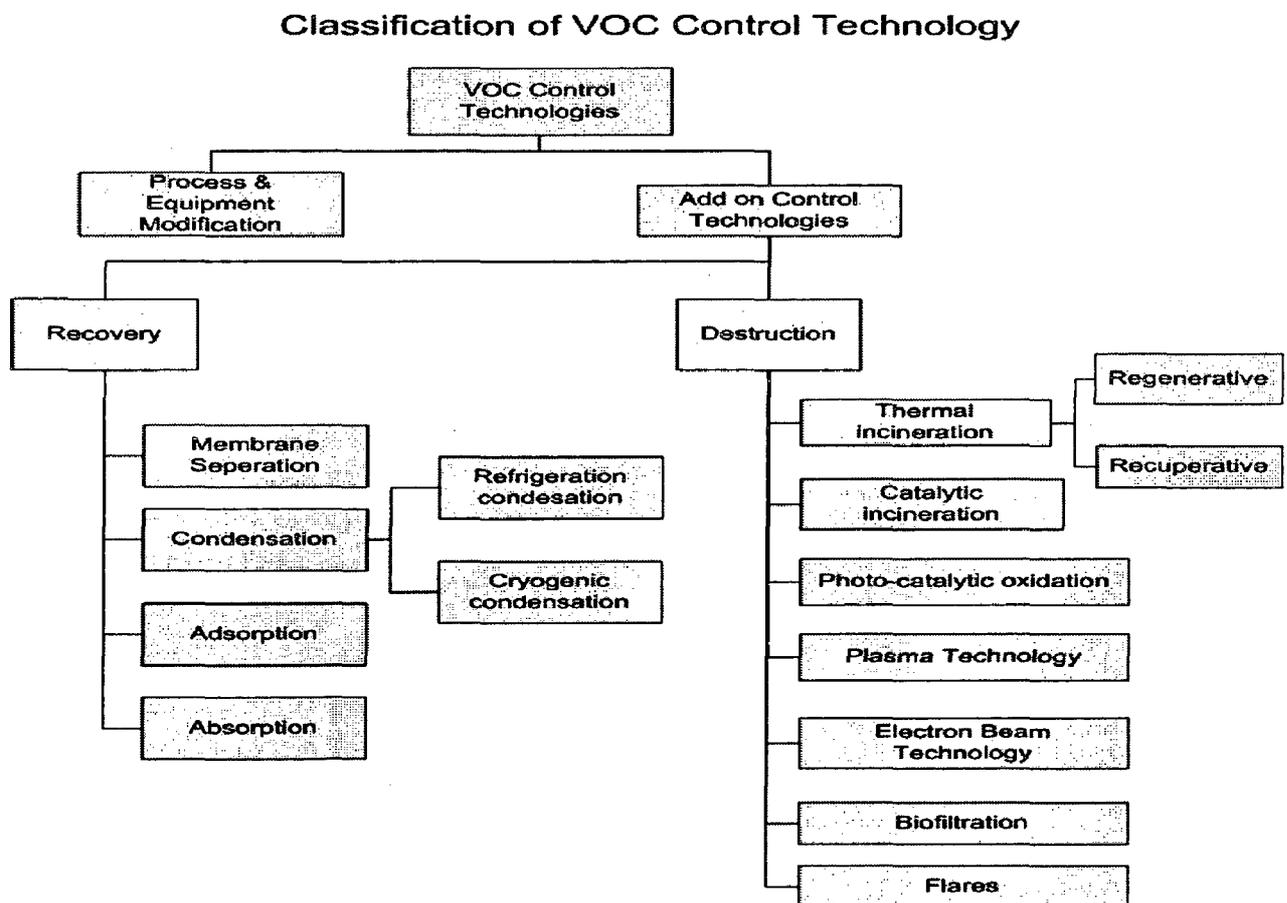 Classification of VOC Control Technology
VOC Control
Technologies
Process &
Equipment
Modification
Add on Control
Technologies
Recovery
Destruction
Membrane
Seperation
Condensation
Refrigeration
condesation
Cryogenic
condensation
Adsorption
Absorption
Thermal
incineration
Regenerative
Recuperative
Catalytic
incineration
Photo-catalytic oxidation
Plasma Technology
Electron Beam
Technology
Biofiltration
Flares